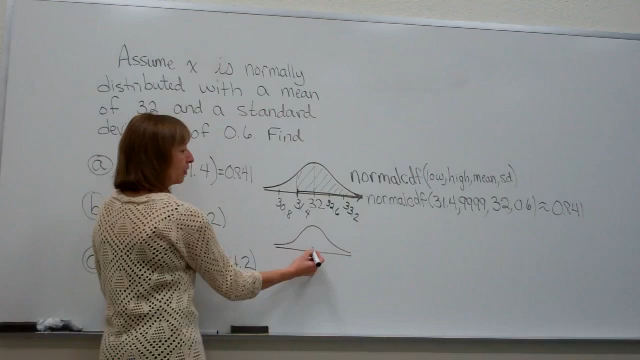 Assume x is normally
distributed with a mean
of 32 and a standard
of 0.6. Find
(a) .4)=0.841
(b) 2)
1.2)
30.8 31.4 32 32.6 33.2
normalcdf(low,high,mean,sd)
normalcdf(31.4,9999,32,0.6)≈0.841